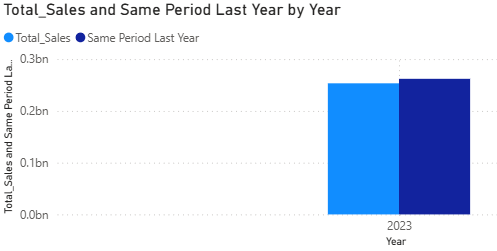 Total_Sales and Same Period Last Year by Year
Total_Sales Same Period Last Year
Total_Sales and Same Period La...
0.3bn
0.2bn
0.1bn
0.0bn
2023
Year